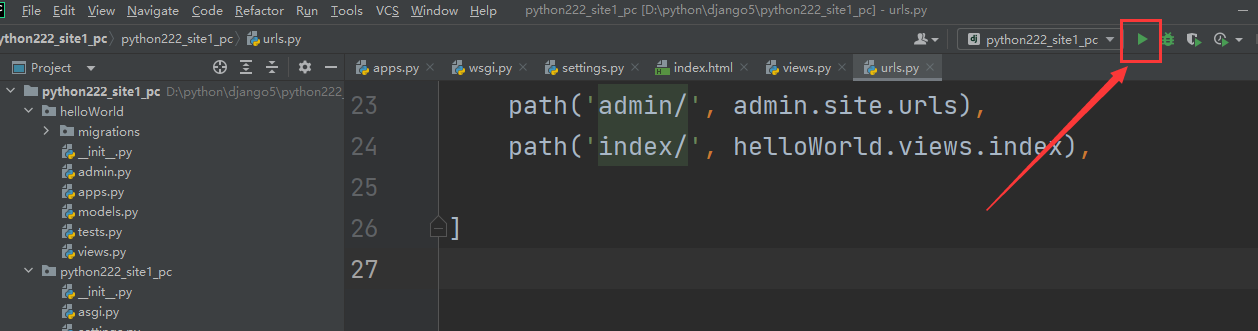 File Edit View Navigate Code Refactor Run Tools VCS Window Help python222_site1_pc [D:\python\django5\python222_site1_pc] - urls.py
ython222_site1_pc python222_site1_pc urls.py
dj python222_site1_pc
Project
apps.py wsgi.py settings.py index.html views.py urls.py
python222_site1_pc D:\python\django5\python222_
helloWorld
migrations
__init__.py
admin.py
apps.py
models.py
tests.py
views.py
python222_site1_pc
__init__.py
asgi.py
settings.py
23 path('admin/', admin.site.urls),
24 path('index/', helloWorld.views.index),
25
26 ]
27